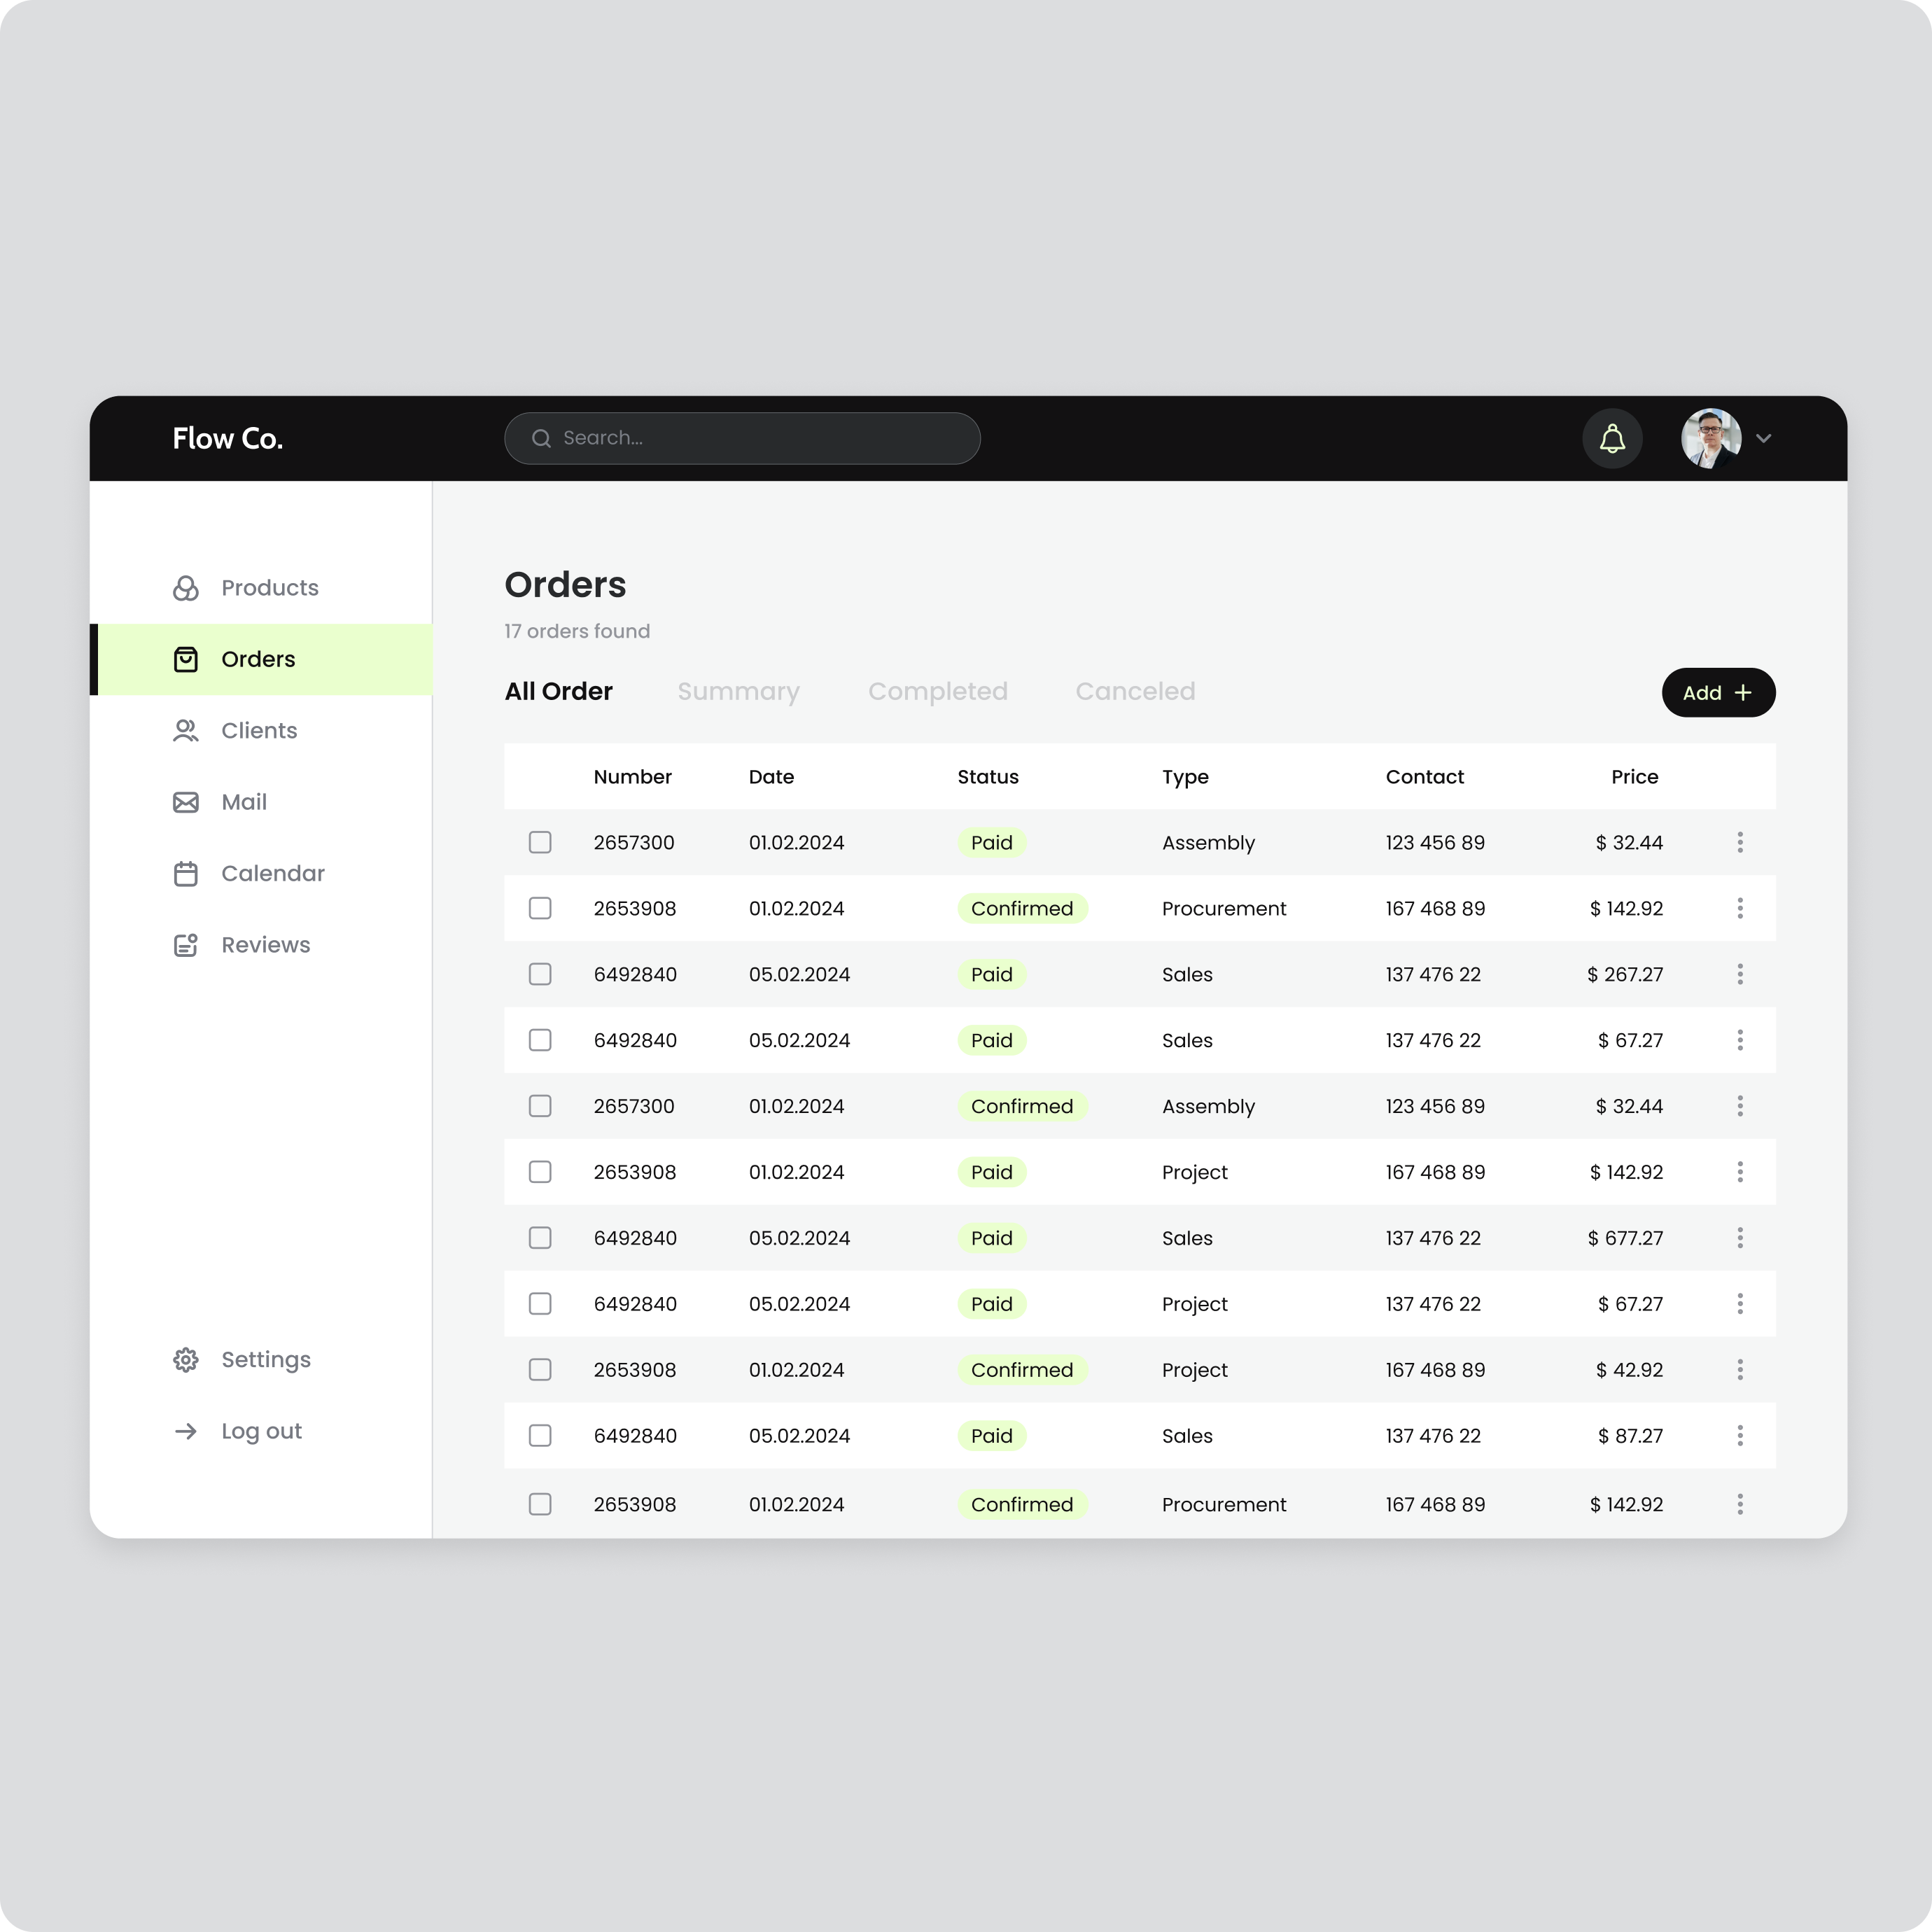 Flow Co.
Search...
Products
Orders
Clients
Mail
Calendar
Reviews
Settings
Log out
Orders
17 orders found
All Order Summary Completed Canceled Add +
Number Date Status Type Contact Price
2657300 01.02.2024 Paid Assembly 123 456 89 $ 32.44
2653908 01.02.2024 Confirmed Procurement 167 468 89 $ 142.92
6492840 05.02.2024 Paid Sales 137 476 22 $ 267.27
6492840 05.02.2024 Paid Sales 137 476 22 $ 67.27
2657300 01.02.2024 Confirmed Assembly 123 456 89 $ 32.44
2653908 01.02.2024 Paid Project 167 468 89 $ 142.92
6492840 05.02.2024 Paid Sales 137 476 22 $ 677.27
6492840 05.02.2024 Paid Project 137 476 22 $ 67.27
2653908 01.02.2024 Confirmed Project 167 468 89 $ 42.92
6492840 05.02.2024 Paid Sales 137 476 22 $ 87.27
2653908 01.02.2024 Confirmed Procurement 167 468 89 $ 142.92